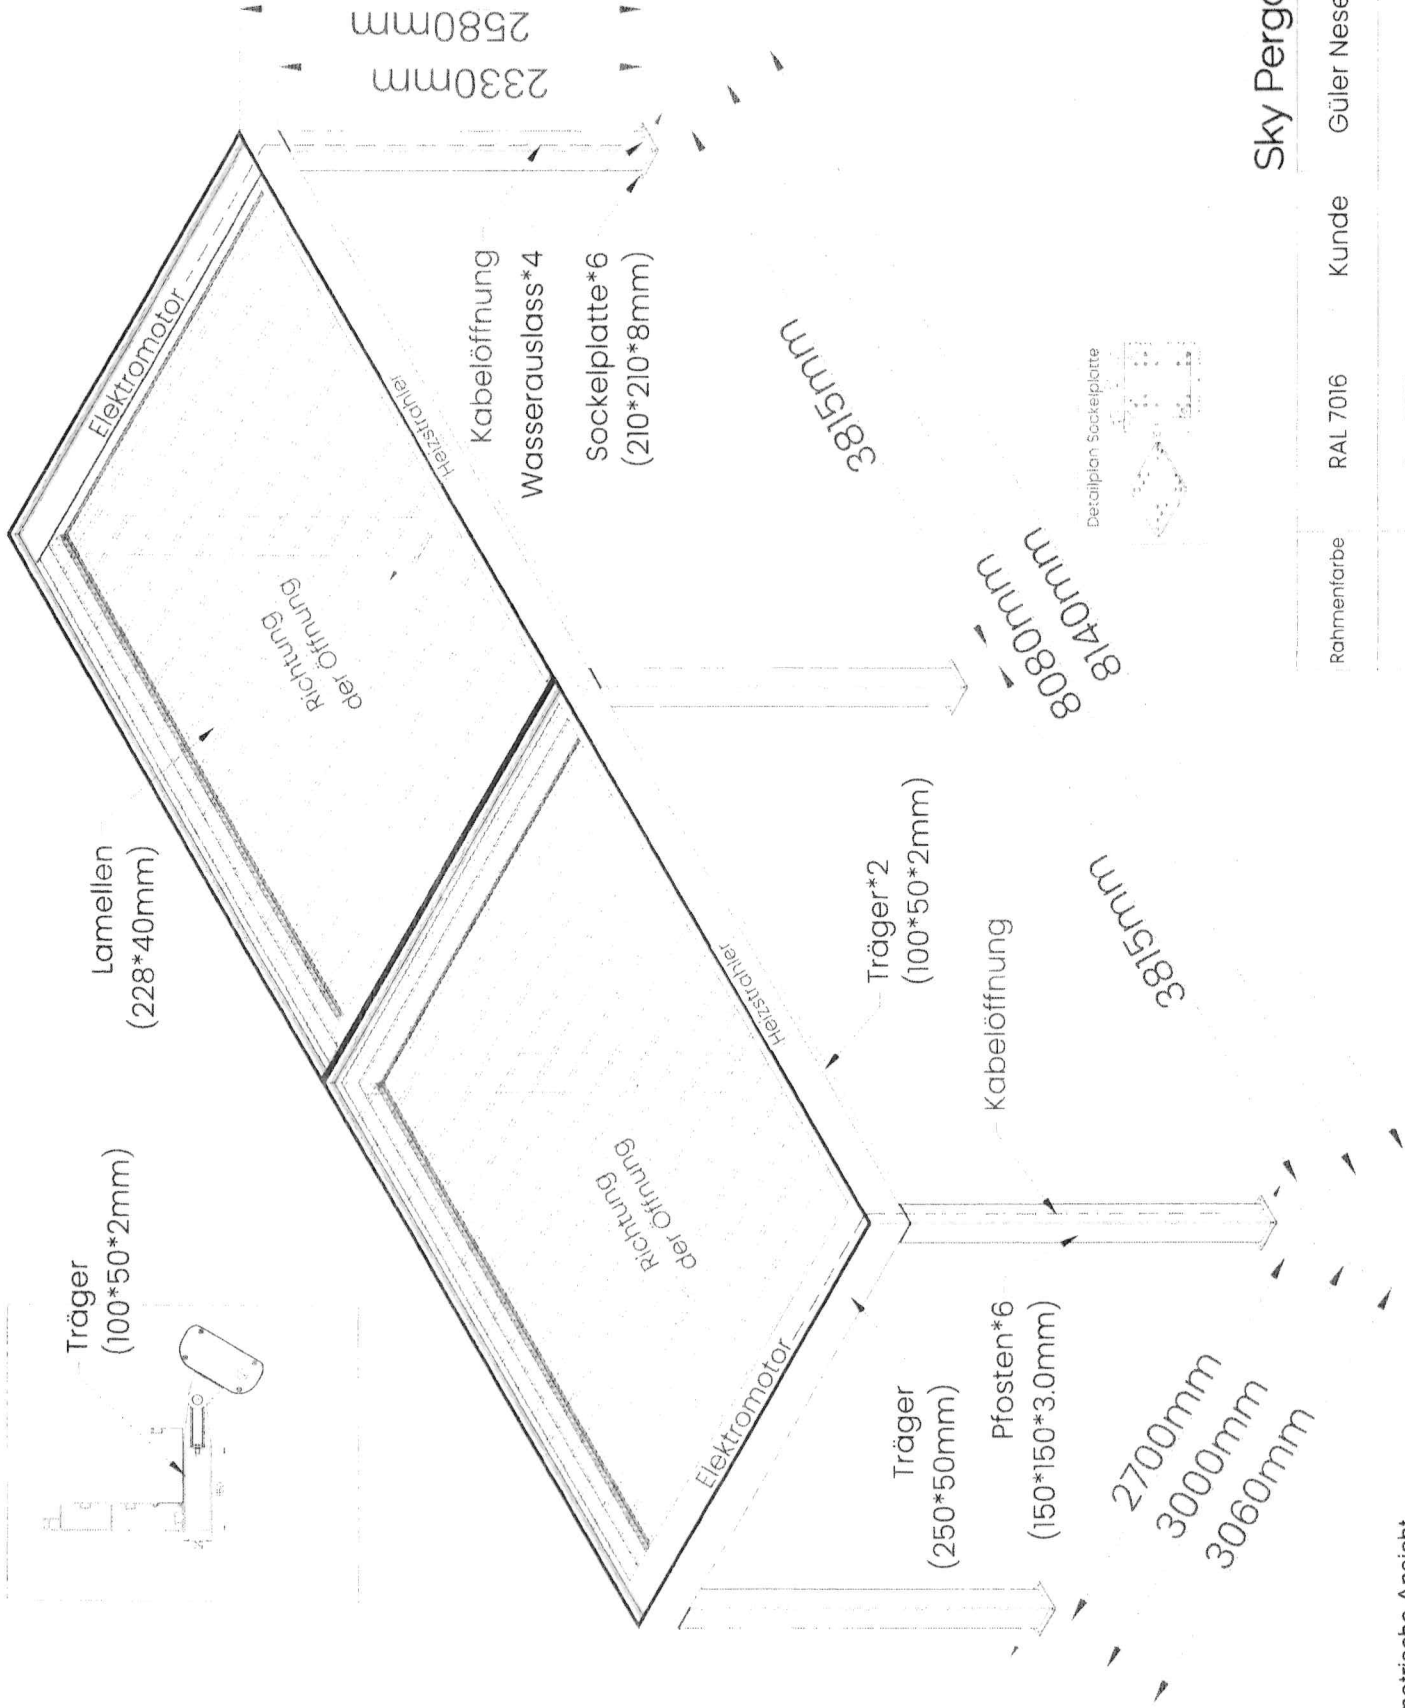 Träger
(100*50*2mm)
Lamellen
(228*40mm)
2580mm
2330mm
Elektromotor
Richtung
der Öffnung
Heizstrahler
Kabelöffnung
Wasserauslass*4
Sockelplatte*6
(210*210*8mm)
Richtung
der Öffnung
Heizstrahler
Elektromotor
Träger*2
(100*50*2mm)
Kabelöffnung
Träger
(250*50mm)
Pfosten*6
(150*150*3.0mm)
2700mm
3000mm
3060mm
3815mm
3815mm
8080mm
8140mm
Detailplan Sockelplatte
Sky Pergo
Rahmenfarbe RAL 7016 Kunde Güler Nese
metrische Ansicht